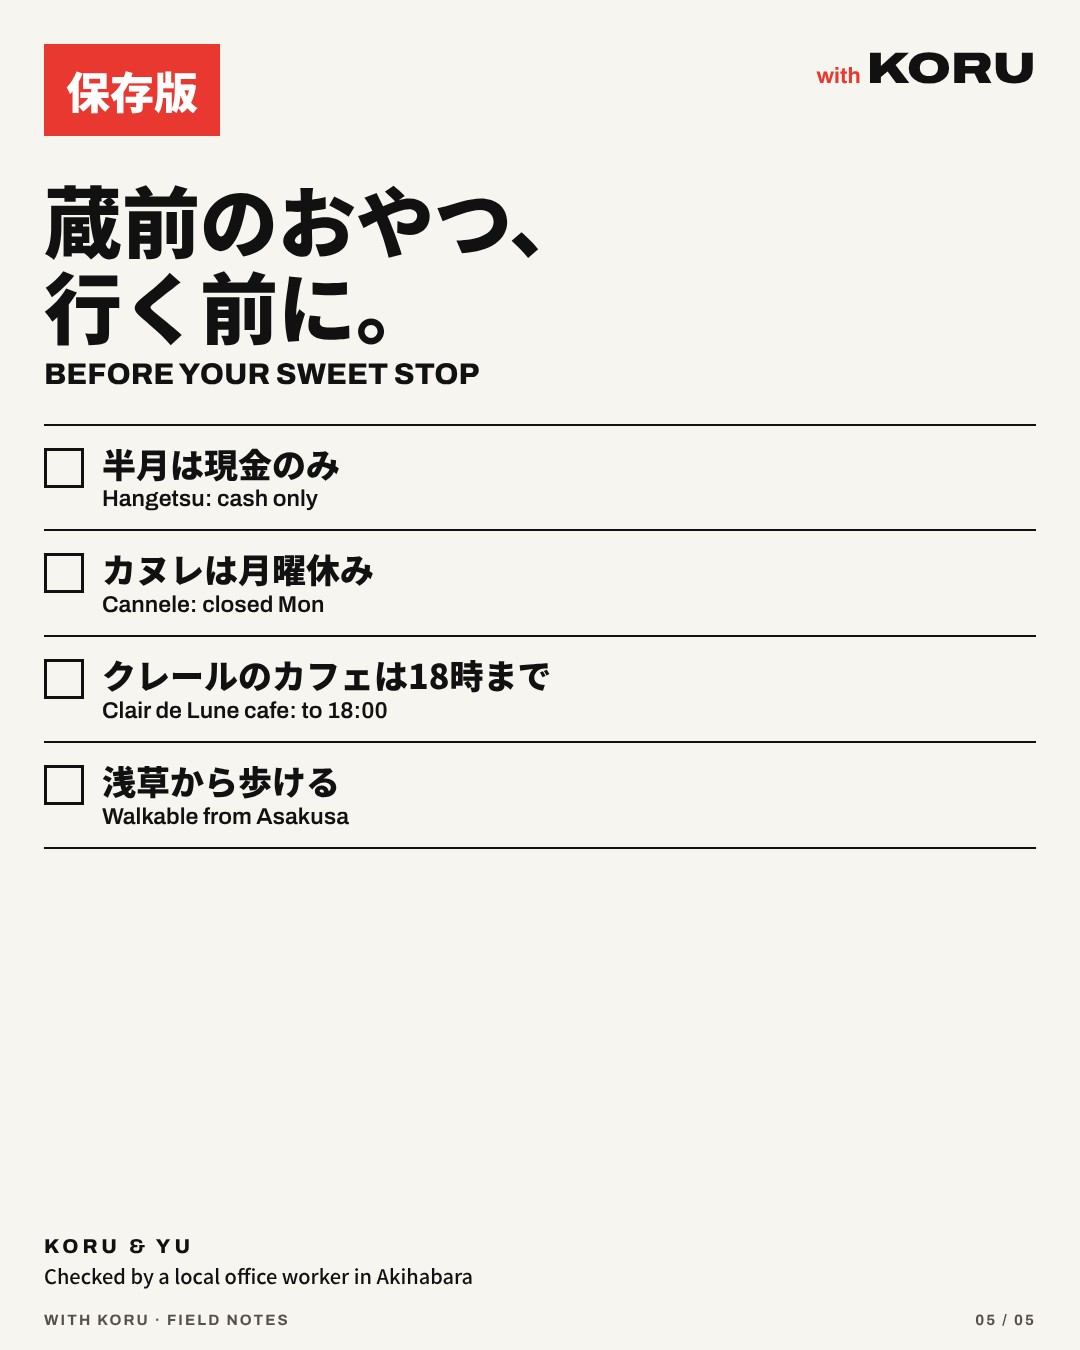 保存版
with KORU
蔵前のおやつ、
行く前に。
BEFORE YOUR SWEET STOP
半月は現金のみ
Hangetsu: cash only
カヌレは月曜休み
Cannele: closed Mon
クレールのカフェは18時まで
Clair de Lune cafe: to 18:00
浅草から歩ける
Walkable from Asakusa
KORU & YU
Checked by a local office worker in Akihabara
WITH KORU · FIELD NOTES
05 / 05